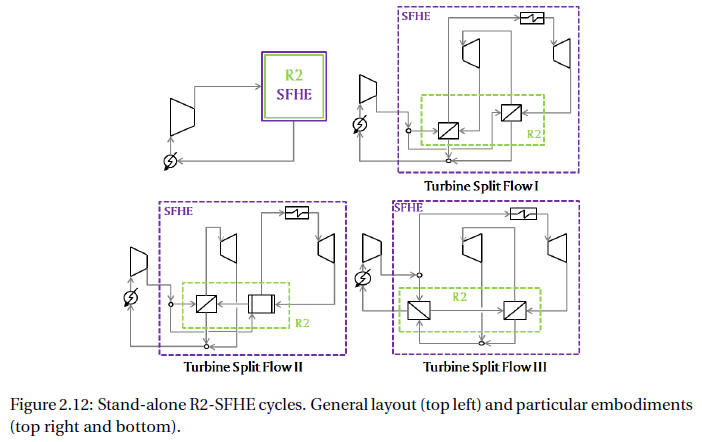 SFHE
R2
SFHE
R2
Turbine Split Flow I
SFHE
R2
Turbine Split Flow II
SFHE
R2
Turbine Split Flow III
Figure 2.12: Stand-alone R2-SFHE cycles. General layout (top left) and particular embodiments
(top right and bottom).